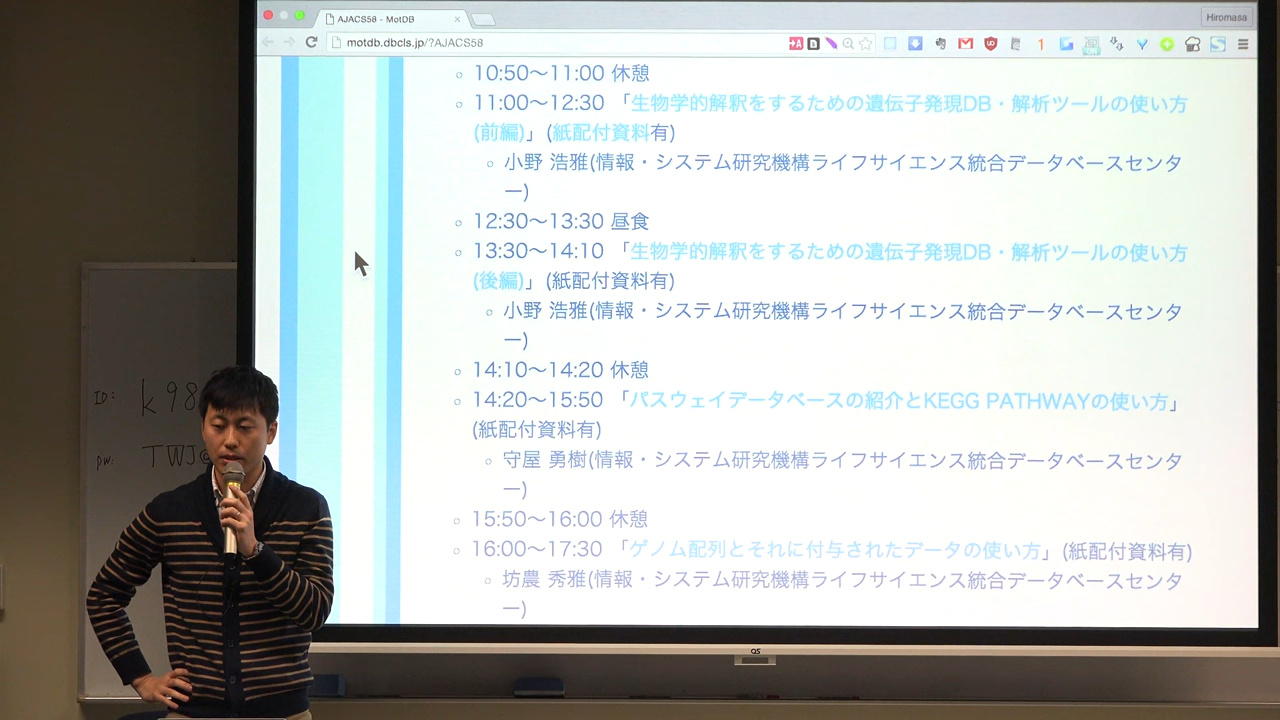 AJACS58 - MotDB
Hiromasa
motdb.dbcls.jp/?AJACS58
10:50〜11:00 休憩
11:00〜12:30 「生物学的解釈をするための遺伝子発現DB・解析ツールの使い方
(前編)」(紙配付資料有)
小野 浩雅(情報・システム研究機構ライフサイエンス統合データベースセンタ
ー)
12:30〜13:30 昼食
13:30〜14:10 「生物学的解釈をするための遺伝子発現DB・解析ツールの使い方
(後編)」(紙配付資料有)
小野 浩雅(情報・システム研究機構ライフサイエンス統合データベースセンタ
ー)
14:10〜14:20 休憩
14:20〜15:50 「パスウェイデータベースの紹介とKEGG PATHWAYの使い方」
(紙配付資料有)
守屋 勇樹(情報・システム研究機構ライフサイエンス統合データベースセンタ
ー)
15:50〜16:00 休憩
16:00〜17:30 「ゲノム配列とそれに付与されたデータの使い方」(紙配付資料有)
坊農 秀雅(情報・システム研究機構ライフサイエンス統合データベースセンタ
ー)
ID: k98
PW: TWJ@